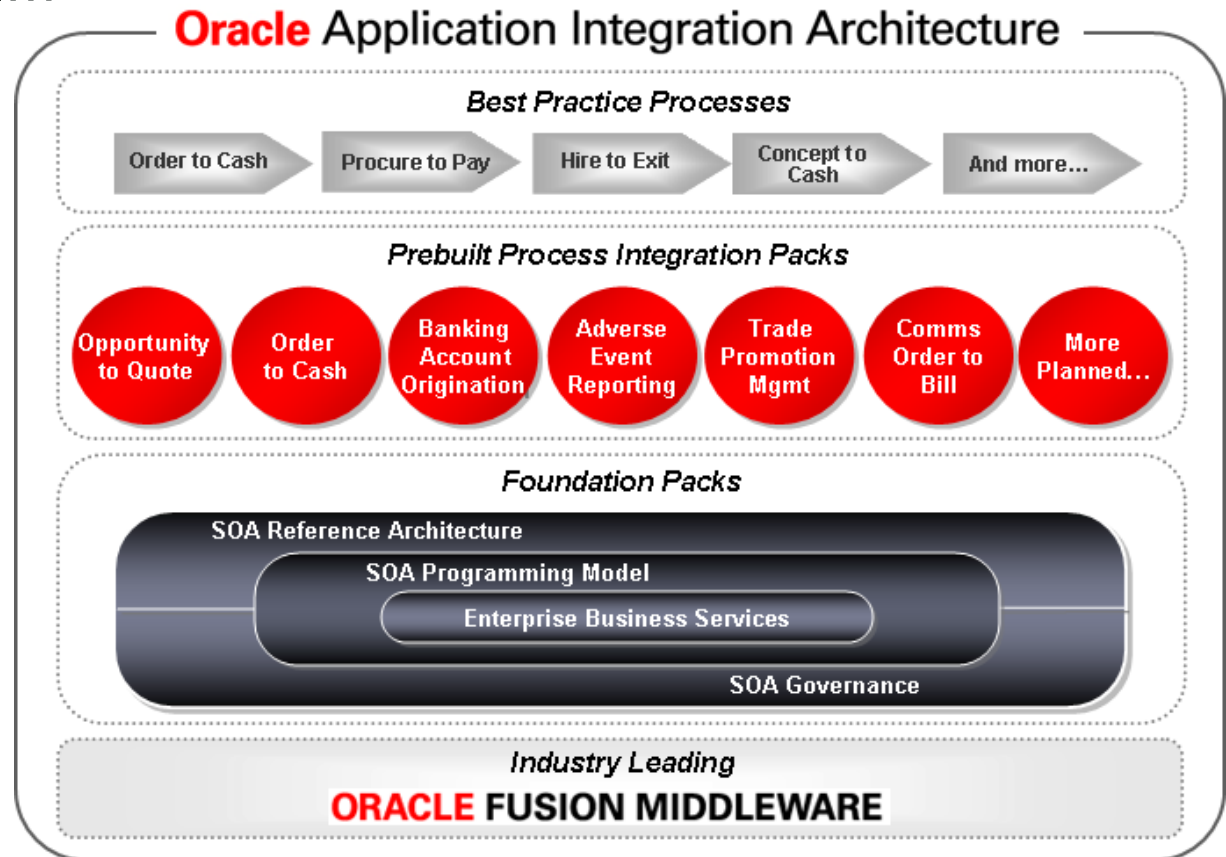 Oracle Application Integration Architecture
Best Practice Processes
Order to Cash
Procure to Pay
Hire to Exit
Concept to
Cash
And more...
Prebuilt Process Integration Packs
Opportunity
to Quote
Order
to Cash
Banking
Account
Origination
Adverse
Event
Reporting
Trade
Promotion
Mgmt
Comms
Order to
Bill
More
Planned...
Foundation Packs
SOA Reference Architecture
SOA Programming Model
Enterprise Business Services
SOA Governance
Industry Leading
ORACLE FUSION MIDDLEWARE